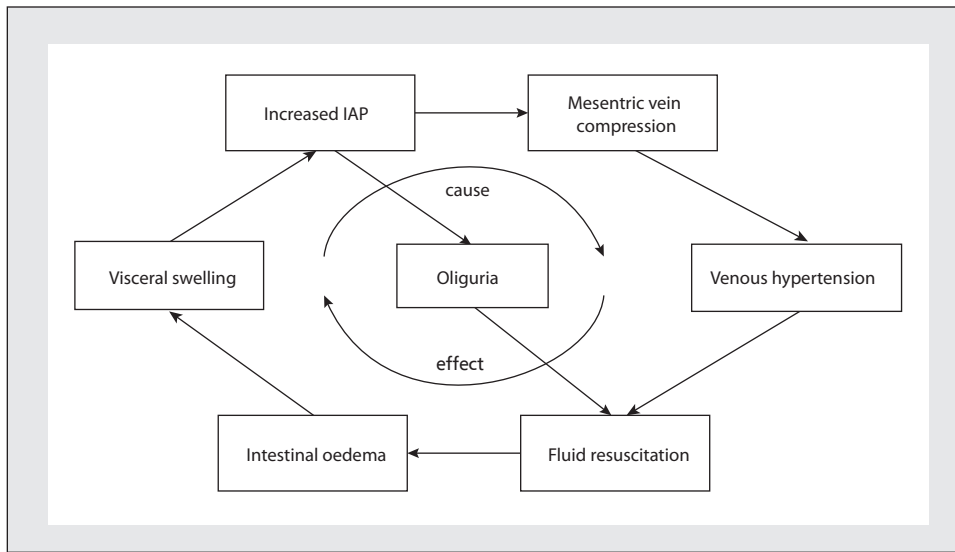 Increased IAP
Mesentric vein
compression
cause
Visceral swelling
Oliguria
Venous hypertension
effect
Intestinal oedema
Fluid resuscitation